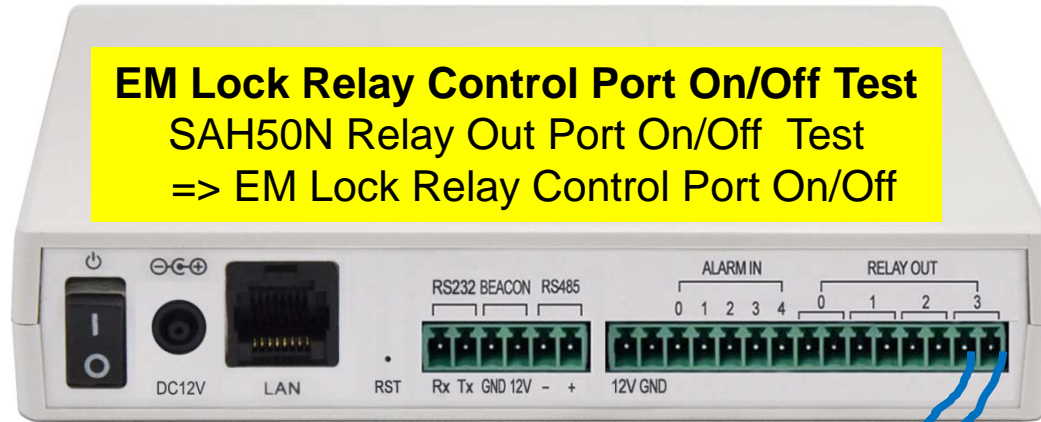 EM Lock Relay Control Port On/Off Test
SAH50N Relay Out Port On/Off Test
=> EM Lock Relay Control Port On/Off
ALARM IN RELAY OUT
RS232 BEACON RS485
0 1 2 3 4 0 1 2 3
I
O
DC12V LAN RST Rx Tx GND 12V - + 12V GND